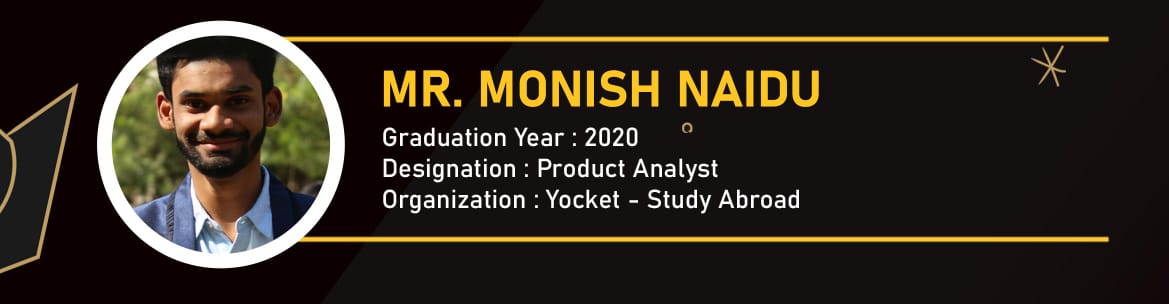 MR. MONISH NAIDU
Graduation Year : 2020
Designation : Product Analyst
Organization : Yocket - Study Abroad